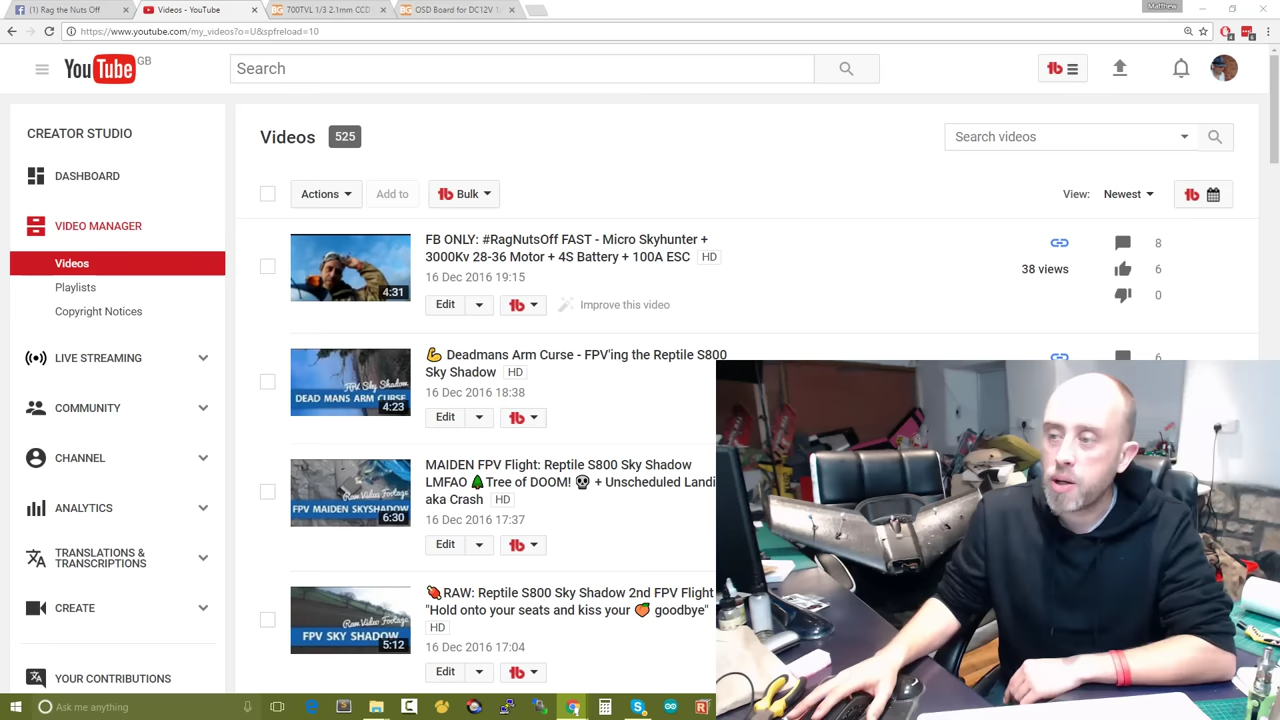 Matthew
(1) Rag the Nuts Off
Videos - YouTube
700TVL 1/3 2.1mm CCD
OSD Board for DC12V 1/
https://www.youtube.com/my_videos?o=U&spfreload=10
YouTube GB
Search
CREATOR STUDIO
DASHBOARD
VIDEO MANAGER
Videos
Playlists
Copyright Notices
LIVE STREAMING
COMMUNITY
CHANNEL
ANALYTICS
TRANSLATIONS &
TRANSCRIPTIONS
CREATE
YOUR CONTRIBUTIONS
Videos 525
Search videos
Actions
Add to
tb Bulk
View: Newest
FB ONLY: #RagNutsOff FAST - Micro Skyhunter +
3000Kv 28-36 Motor + 4S Battery + 100A ESC HD
16 Dec 2016 19:15
Edit
Improve this video
4:31
38 views
8
6
0
💪 Deadmans Arm Curse - FPV'ing the Reptile S800
Sky Shadow HD
16 Dec 2016 18:38
Edit
FPV Sky Shadow
DEAD MANS ARM CURSE
4:23
6
MAIDEN FPV Flight: Reptile S800 Sky Shadow
LMFAO 🌲Tree of DOOM! 💀 + Unscheduled Landi
aka Crash HD
16 Dec 2016 17:37
Edit
Raw Video Footage
FPV MAIDEN SKYSHADOW
6:30
RAW: Reptile S800 Sky Shadow 2nd FPV Flight
"Hold onto your seats and kiss your 🍑 goodbye"
HD
16 Dec 2016 17:04
Edit
Raw Video Footage
FPV SKY SHADOW
5:12
Ask me anything